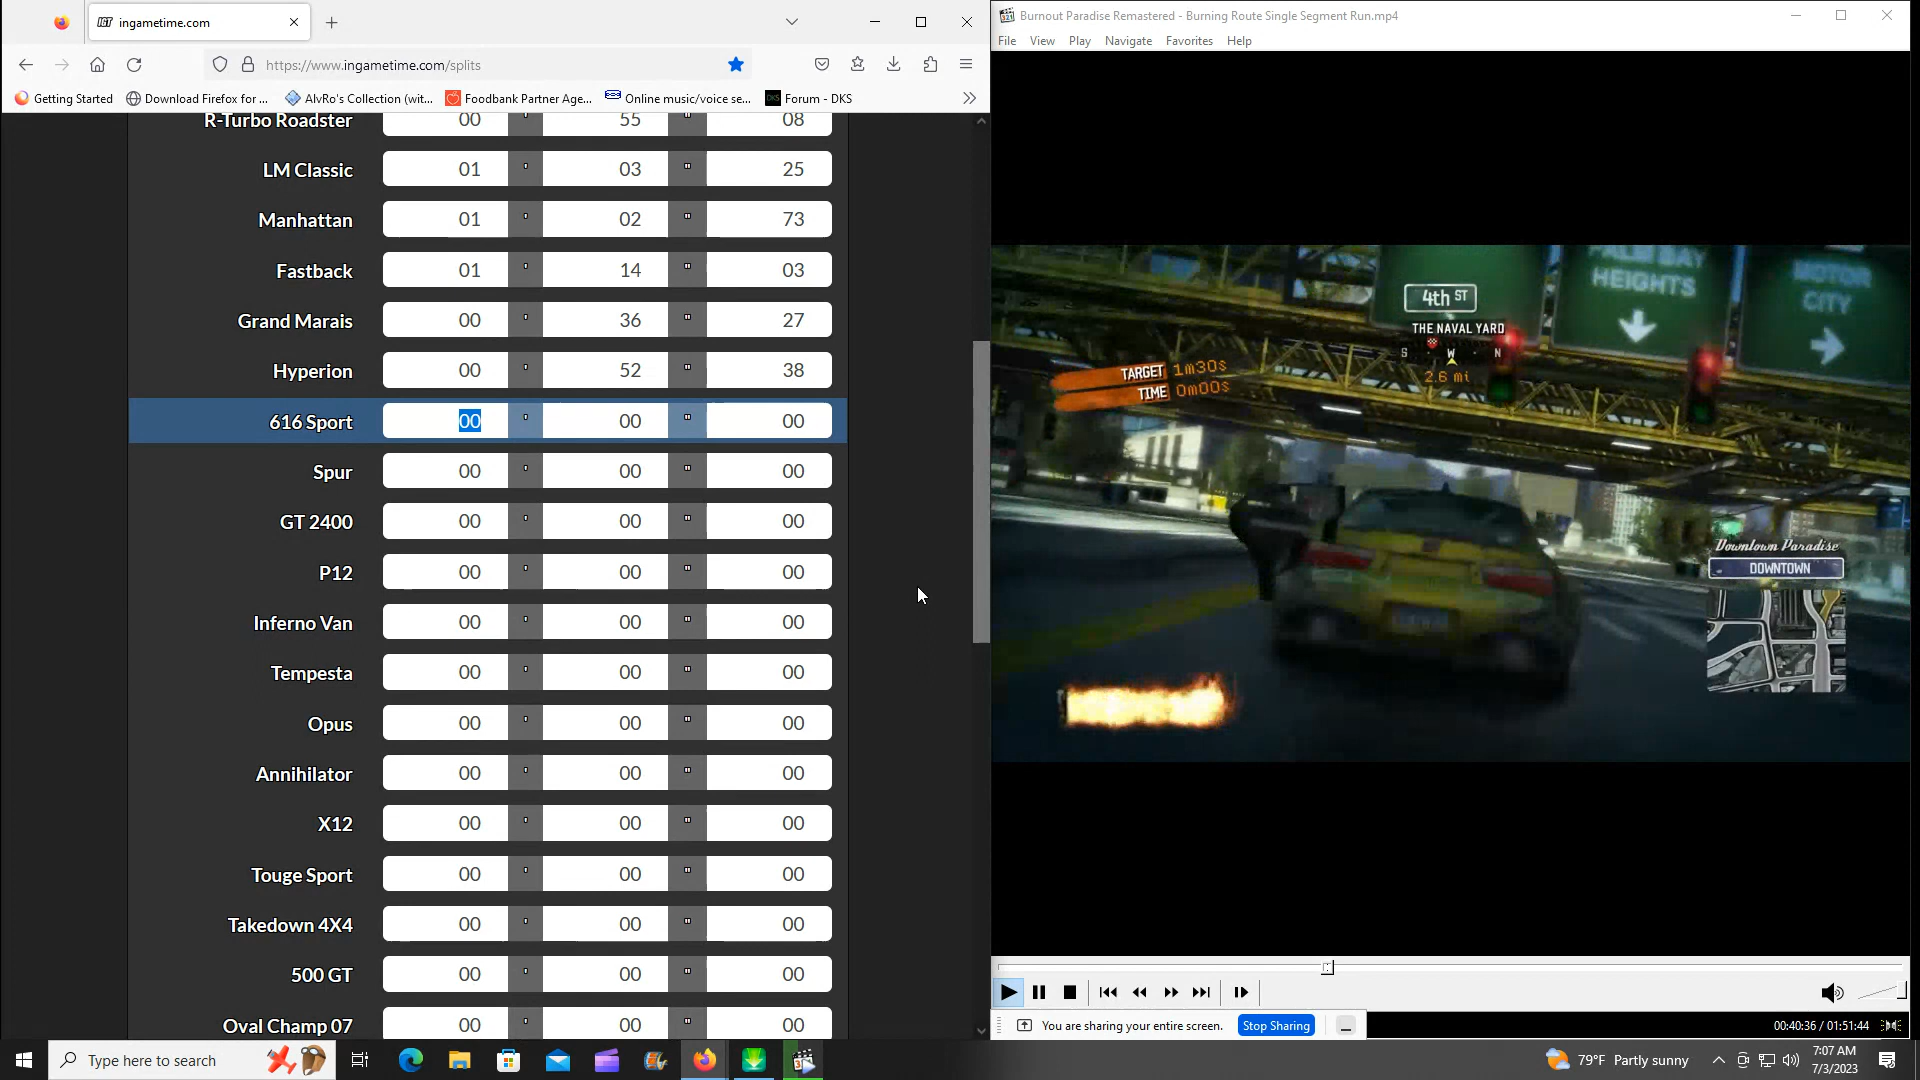 ingametime.com
Burnout Paradise Remastered - Burning Route Single Segment Run.mp4
File View Play Navigate Favorites Help
https://www.ingametime.com/splits
Getting Started Download Firefox for ... AlvRo's Collection (wit... Foodbank Partner Age... Online music/voice se... Forum - DKS
R-Turbo Roadster 00 ' 55 " 08
LM Classic 01 ' 03 " 25
Manhattan 01 ' 02 " 73
Fastback 01 ' 14 " 03
Grand Marais 00 ' 36 " 27
Hyperion 00 ' 52 " 38
616 Sport 00 ' 00 " 00
Spur 00 ' 00 " 00
GT 2400 00 ' 00 " 00
P12 00 ' 00 " 00
Inferno Van 00 ' 00 " 00
Tempesta 00 ' 00 " 00
Opus 00 ' 00 " 00
Annihilator 00 ' 00 " 00
X12 00 ' 00 " 00
Touge Sport 00 ' 00 " 00
Takedown 4X4 00 ' 00 " 00
500 GT 00 ' 00 " 00
Oval Champ 07 00 00 00
PALM BAY
HEIGHTS
MOTOR
CITY
4th ST
THE NAVAL YARD
S W N
2.6 mi
TARGET 1m30s
TIME 0m00s
Downtown Paradise
DOWNTOWN
You are sharing your entire screen. Stop Sharing
00:40:36 / 01:51:44
Type here to search
79°F Partly sunny
7:07 AM
7/3/2023